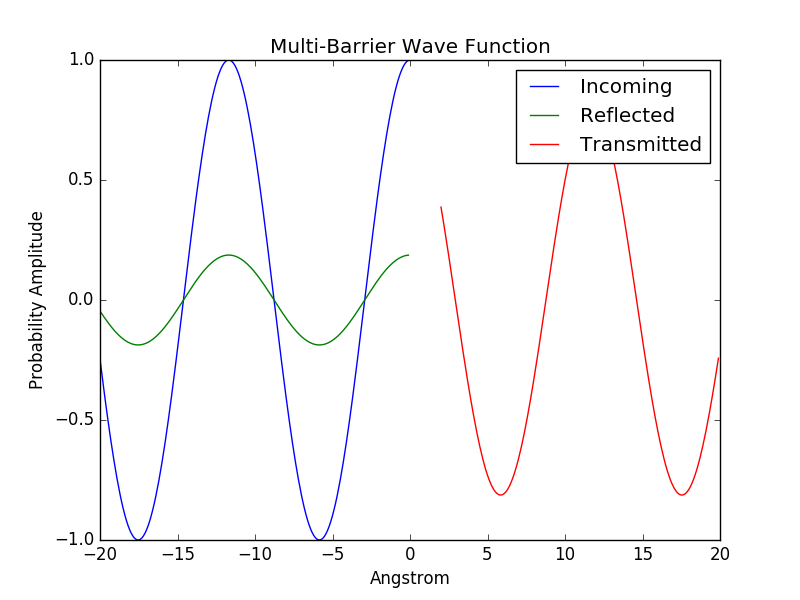 Multi-Barrier Wave Function
1.0
0.5
0.0
−0.5
−1.0
Probability Amplitude
Incoming
Reflected
Transmitted
−20
−15
−10
−5
0
5
10
15
20
Angstrom